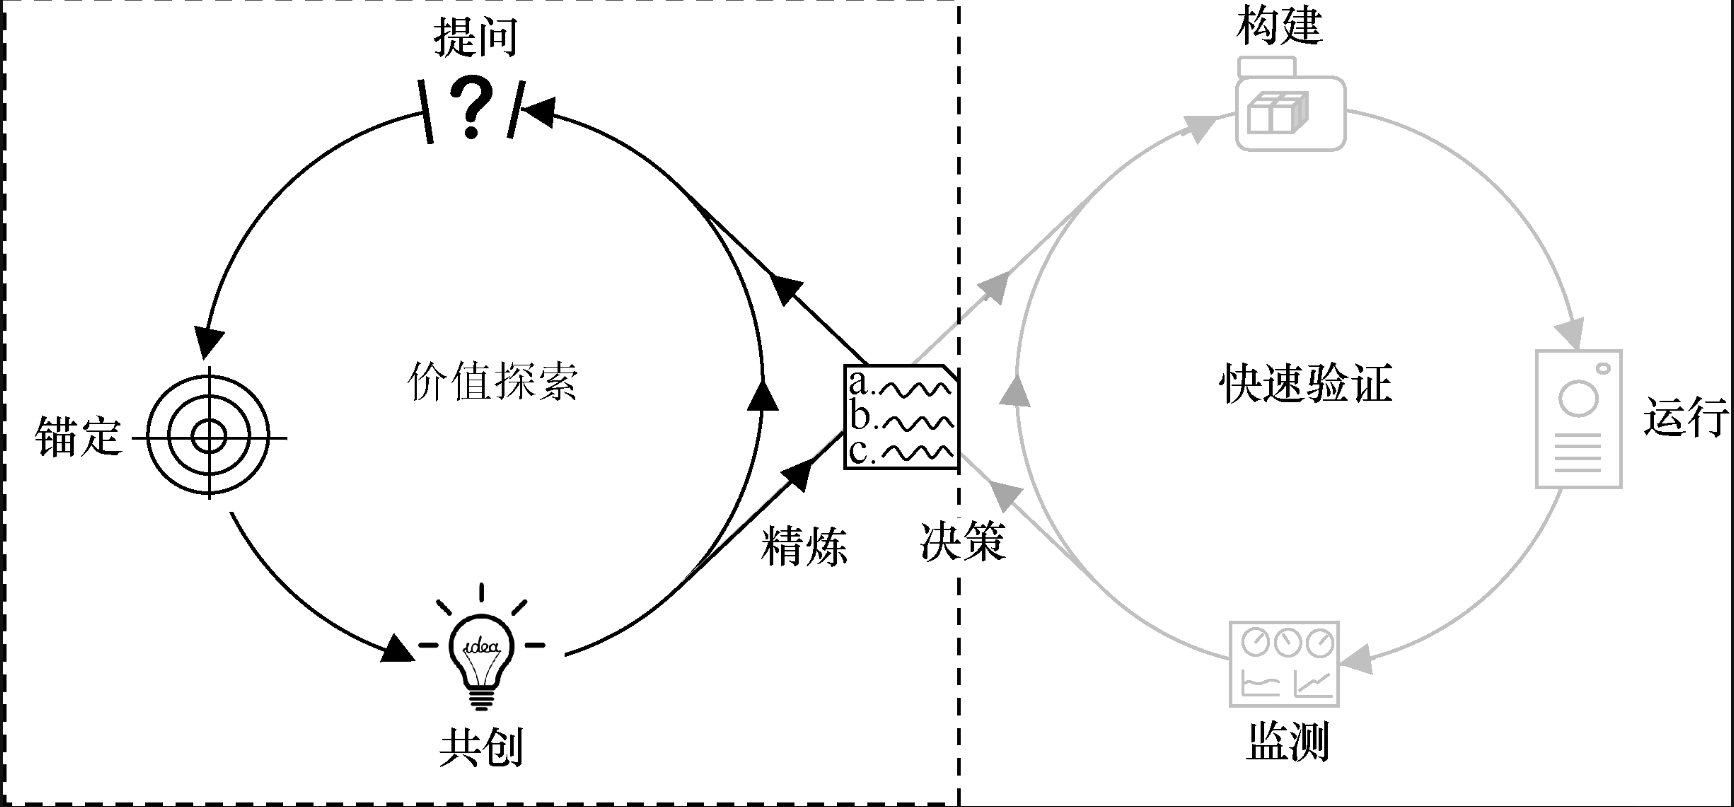 提问
构建
?
价值探索
a.
b.
c.
快速验证
锚定
运行
精炼
决策
idea
共创
监测